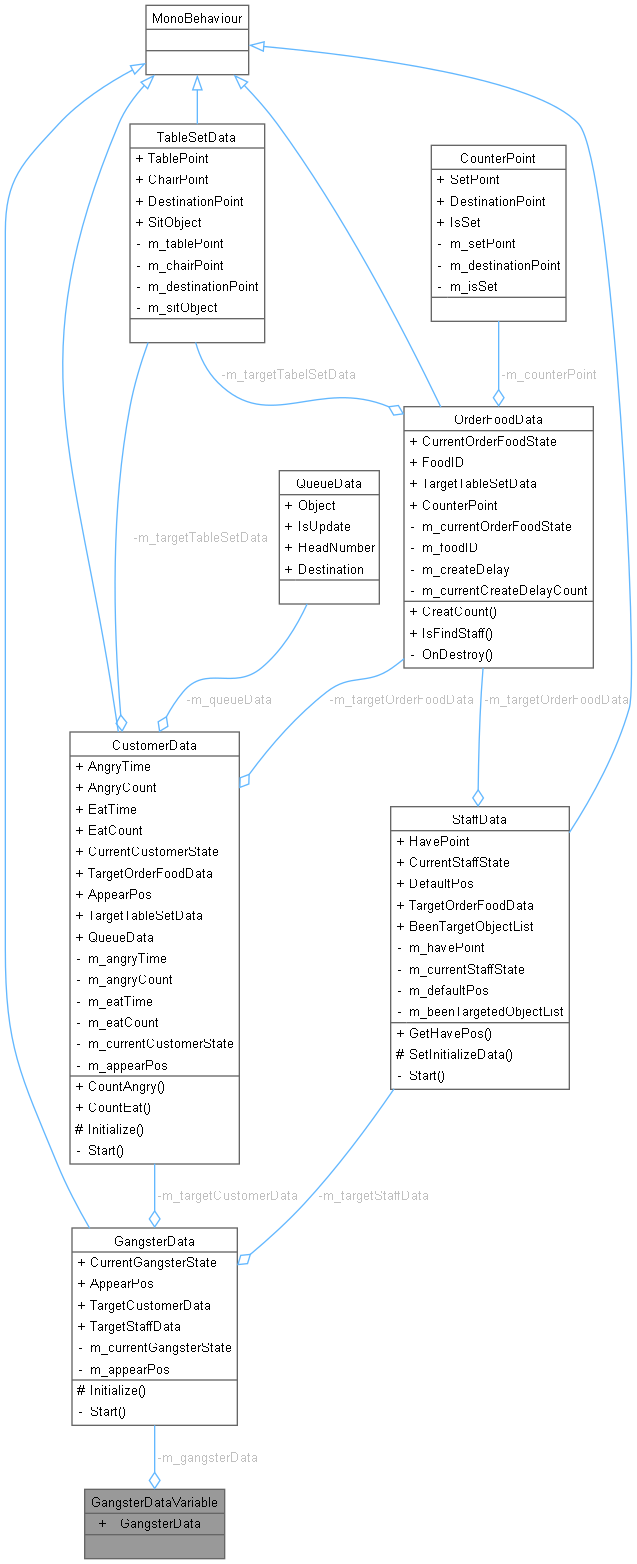 MonoBehaviour
TableSetData
+ TablePoint
+ ChairPoint
+ DestinationPoint
+ SitObject
- m_tablePoint
- m_chairPoint
- m_destinationPoint
- m_sitObject
CounterPoint
+ SetPoint
+ DestinationPoint
+ IsSet
- m_setPoint
- m_destinationPoint
- m_isSet
-m_targetTabelSetData
-m_counterPoint
OrderFoodData
+ CurrentOrderFoodState
+ FoodID
+ TargetTableSetData
+ CounterPoint
- m_currentOrderFoodState
- m_foodID
- m_createDelay
- m_currentCreateDelayCount
+ CreatCount()
+ IsFindStaff()
- OnDestroy()
QueueData
+ Object
+ IsUpdate
+ HeadNumber
+ Destination
-m_targetTableSetData
-m_queueData
-m_targetOrderFoodData
-m_targetOrderFoodData
CustomerData
+ AngryTime
+ AngryCount
+ EatTime
+ EatCount
+ CurrentCustomerState
+ TargetOrderFoodData
+ AppearPos
+ TargetTableSetData
+ QueueData
- m_angryTime
- m_angryCount
- m_eatTime
- m_eatCount
- m_currentCustomerState
- m_appearPos
+ CountAngry()
+ CountEat()
# Initialize()
- Start()
StaffData
+ HavePoint
+ CurrentStaffState
+ DefaultPos
+ TargetOrderFoodData
+ BeenTargetObjectList
- m_havePoint
- m_currentStaffState
- m_defaultPos
- m_beenTargetedObjectList
+ GetHavePos()
# SetInitializeData()
- Start()
-m_targetCustomerData
-m_targetStaffData
GangsterData
+ CurrentGangsterState
+ AppearPos
+ TargetCustomerData
+ TargetStaffData
- m_currentGangsterState
- m_appearPos
# Initialize()
- Start()
-m_gangsterData
GangsterDataVariable
+ GangsterData